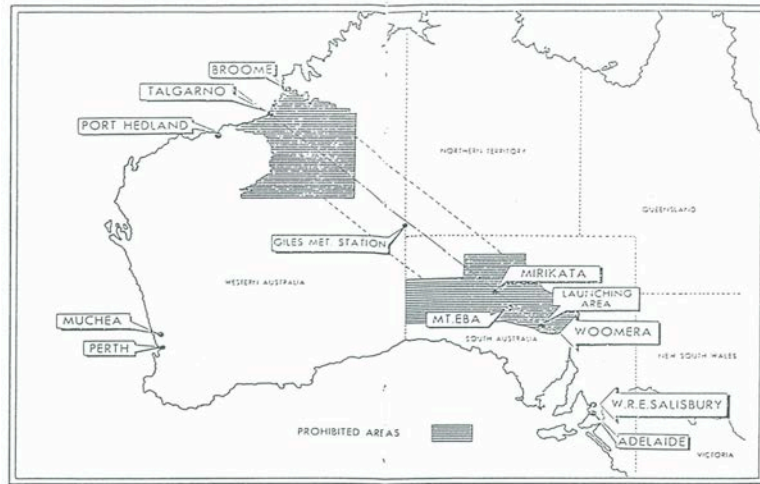 BROOME
TALGARNO
PORT HEDLAND
NORTHERN TERRITORY
QUEENSLAND
GILES MET. STATION
MIRIKATA
WESTERN AUSTRALIA
LAUNCHING
AREA
MT.EBA
MUCHEA
WOOMERA
SOUTH AUSTRALIA
PERTH
NEW SOUTH WALES
W.R.E.SALISBURY
PROHIBITED AREAS
ADELAIDE
VICTORIA